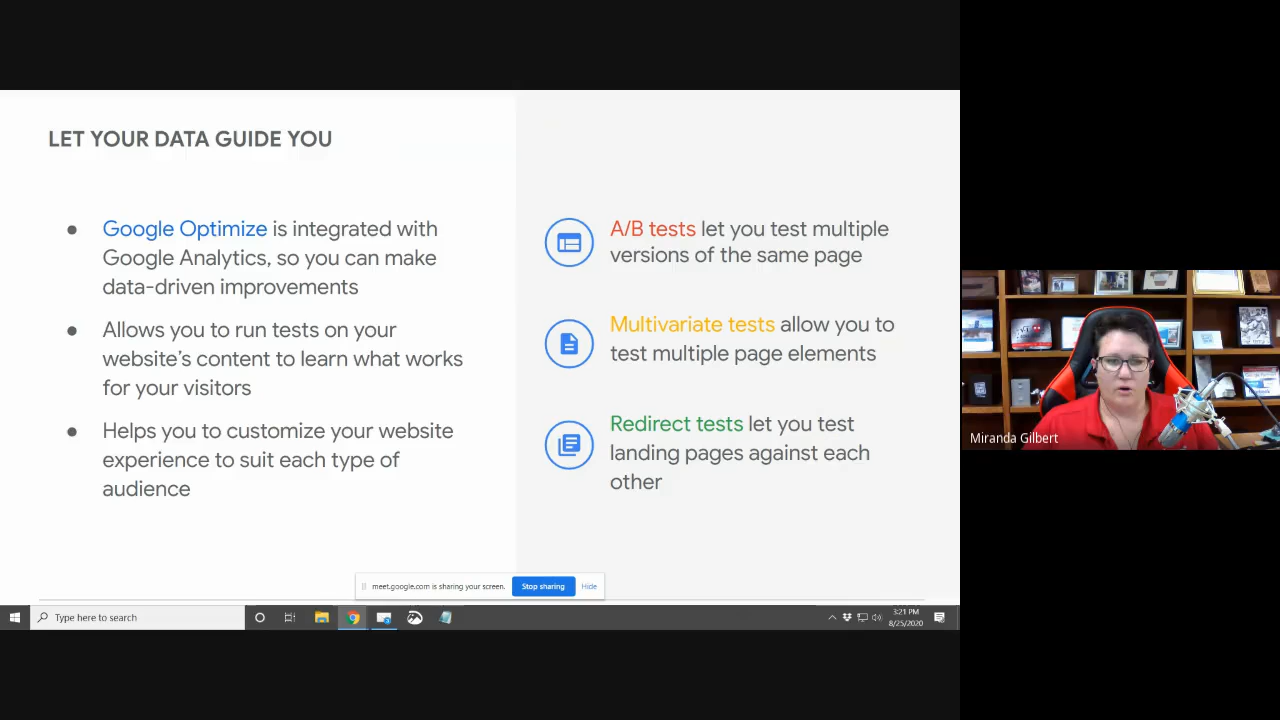 LET YOUR DATA GUIDE YOU
● Google Optimize is integrated with
Google Analytics, so you can make
data-driven improvements
● Allows you to run tests on your
website's content to learn what works
for your visitors
● Helps you to customize your website
experience to suit each type of
audience
A/B tests let you test multiple
versions of the same page
Multivariate tests allow you to
test multiple page elements
Redirect tests let you test
landing pages against each
other
meet.google.com is sharing your screen.
Stop sharing
Hide
Type here to search
3:21 PM
8/25/2020
Miranda Gilbert